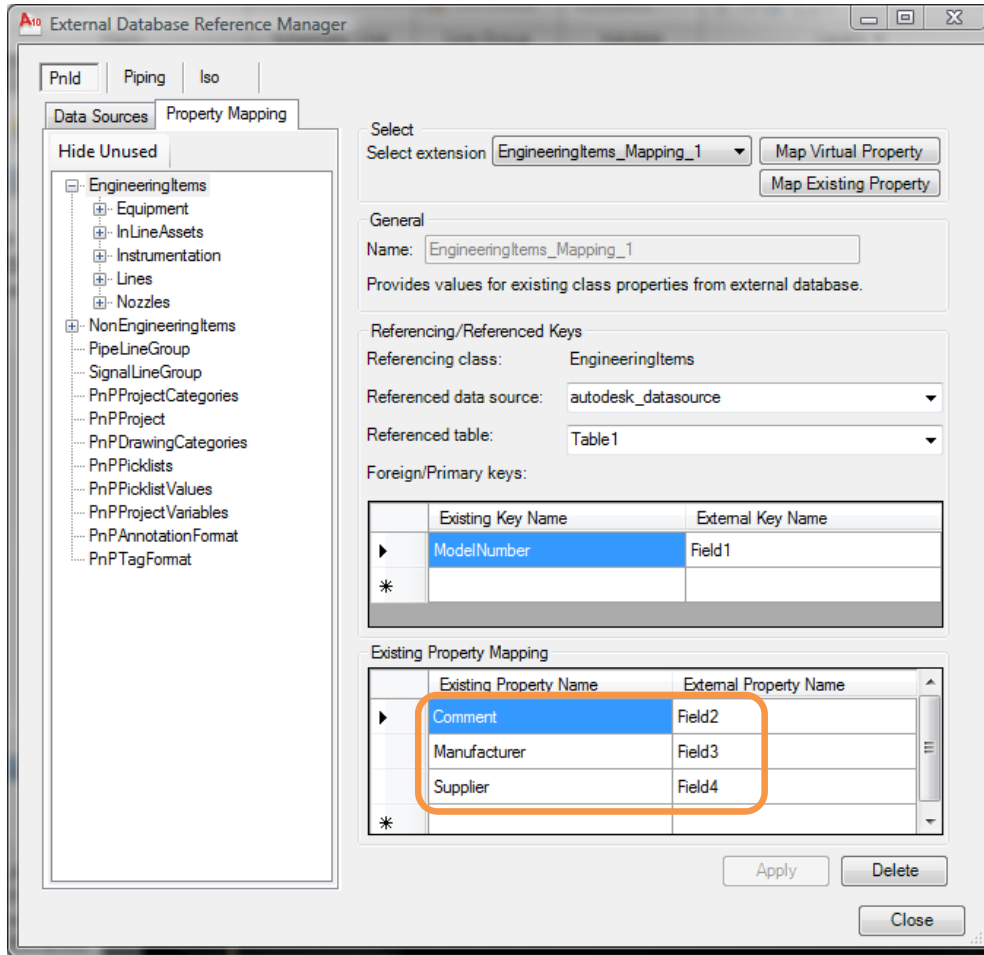 A10 External Database Reference Manager
PnId Piping Iso
Data Sources Property Mapping
Hide Unused
EngineeringItems
Equipment
InLineAssets
Instrumentation
Lines
Nozzles
NonEngineeringItems
PipeLineGroup
SignalLineGroup
PnPProjectCategories
PnPProject
PnPDrawingCategories
PnPPicklists
PnPPicklistValues
PnPProjectVariables
PnPAnnotationFormat
PnPTagFormat
Select
Select extension EngineeringItems_Mapping_1 Map Virtual Property
Map Existing Property
General
Name: EngineeringItems_Mapping_1
Provides values for existing class properties from external database.
Referencing/Referenced Keys
Referencing class: EngineeringItems
Referenced data source: autodesk_datasource
Referenced table: Table1
Foreign/Primary keys:
Existing Key Name External Key Name
ModelNumber Field1
Existing Property Mapping
Existing Property Name External Property Name
Comment Field2
Manufacturer Field3
Supplier Field4
Apply Delete
Close